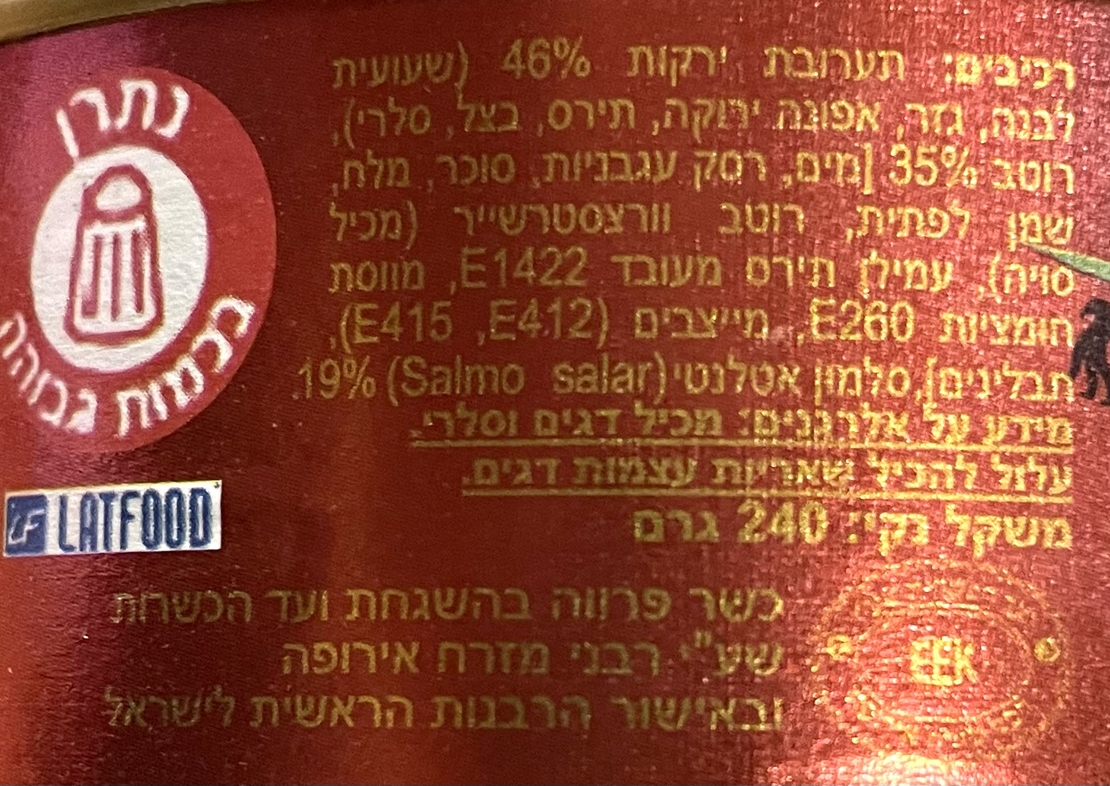 רכיבים: תערובת ירקות 46% (שעועית
לבנה, גזר, אפונה ירוקה, תירס, בצל, סלרי),
רוטב 35% [מים, רסק עגבניות, סוכר, מלח,
שמן לפתית, רוטב וורצסטרשייר (מכיל
סויה), עמילן תירס מעובד E1422, מווסת
חומציות E260, מייצבים (E412, E415),
תבלינים], סלמון אטלנטי (Salmo salar) 19%.
מידע על אלרגנים: מכיל דגים וסלרי.
עלול להכיל שאריות עצמות דגים.
משקל נקי: 240 גרם
כשר פרווה בהשגחת ועד הכשרות
שע"י רבני מזרח אירופה
ובאישור הרבנות הראשית לישראל
EEK
נתרן
בכמות גבוהה
LF LATFOOD